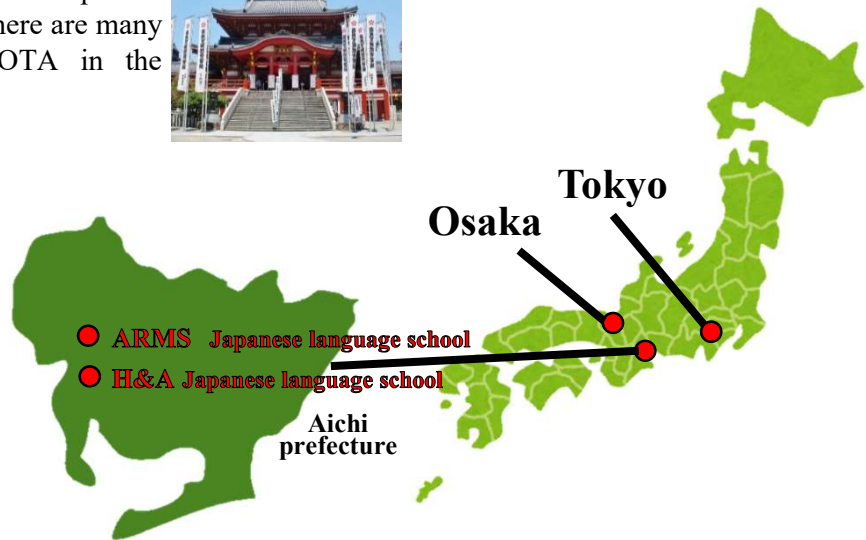 here are many
OTA in the
Tokyo
Osaka
ARMS Japanese language school
H&A Japanese language school
Aichi
prefecture